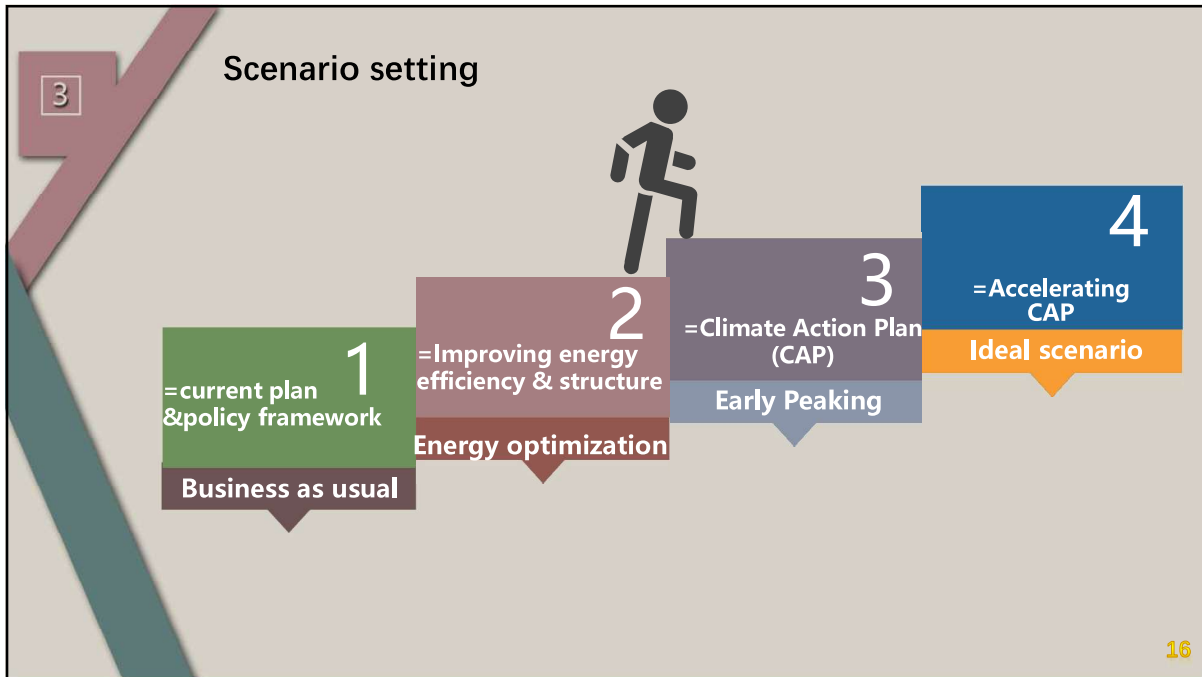 3
Scenario setting
1
=current plan
&policy framework
Business as usual
2
=Improving energy
efficiency & structure
Energy optimization
3
=Climate Action Plan
(CAP)
Early Peaking
4
=Accelerating
CAP
Ideal scenario
16